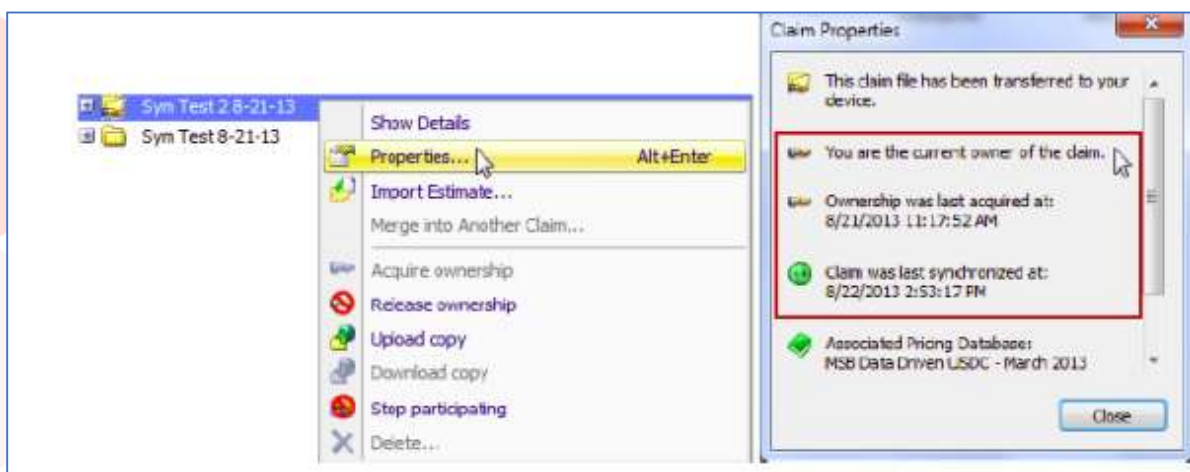 Sym Test 2 8-21-13
Sym Test 8-21-13
Show Details
Properties... Alt+Enter
Import Estimate...
Merge into Another Claim...
Acquire ownership
Release ownership
Upload copy
Download copy
Stop participating
Delete...
Claim Properties
This claim file has been transferred to your
device.
You are the current owner of the claim.
Ownership was last acquired at:
8/21/2013 11:17:52 AM
Claim was last synchronized at:
8/22/2013 2:53:17 PM
Associated Pricing Database:
MSB Data Driven USDC - March 2013
Close